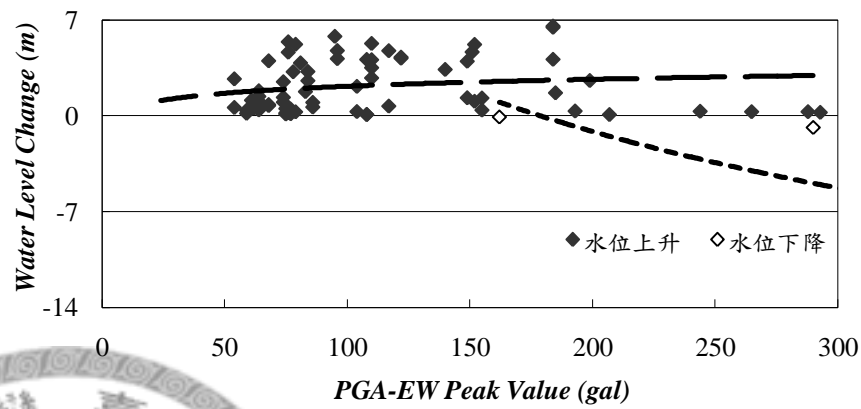 Water Level Change (m)
7
0
-7
-14
水位上升 水位下降
0 50 100 150 200 250 300
PGA-EW Peak Value (gal)